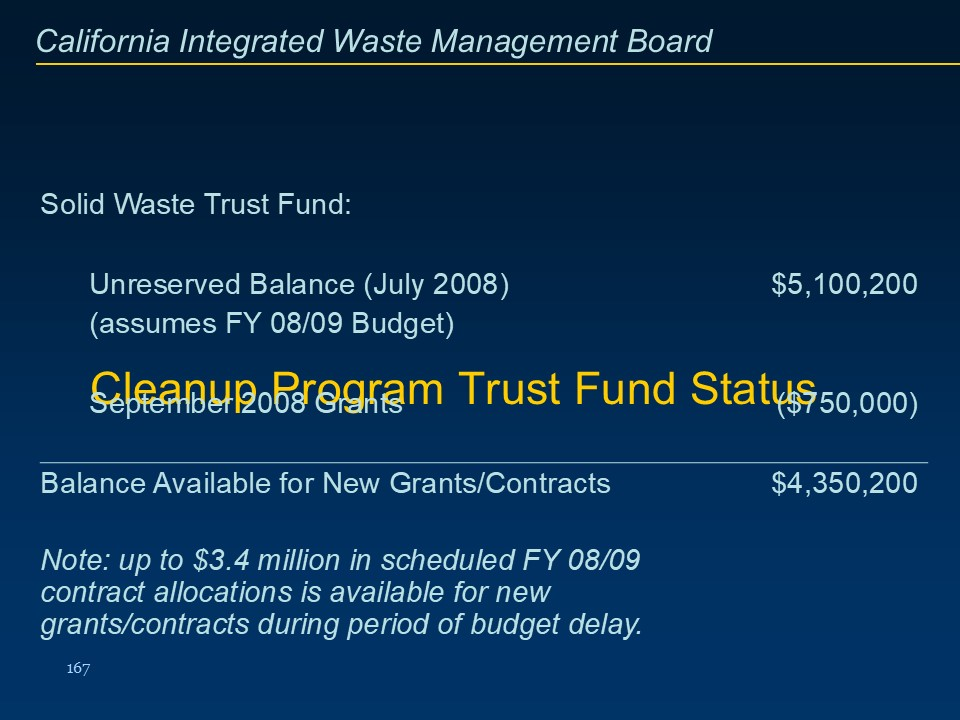 California Integrated Waste Management Board
Solid Waste Trust Fund:
Unreserved Balance (July 2008) $5,100,200
(assumes FY 08/09 Budget)
Cleanup Program Trust Fund Status
September 2008 Grants ($750,000)
Balance Available for New Grants/Contracts $4,350,200
Note: up to $3.4 million in scheduled FY 08/09
contract allocations is available for new
grants/contracts during period of budget delay.
167